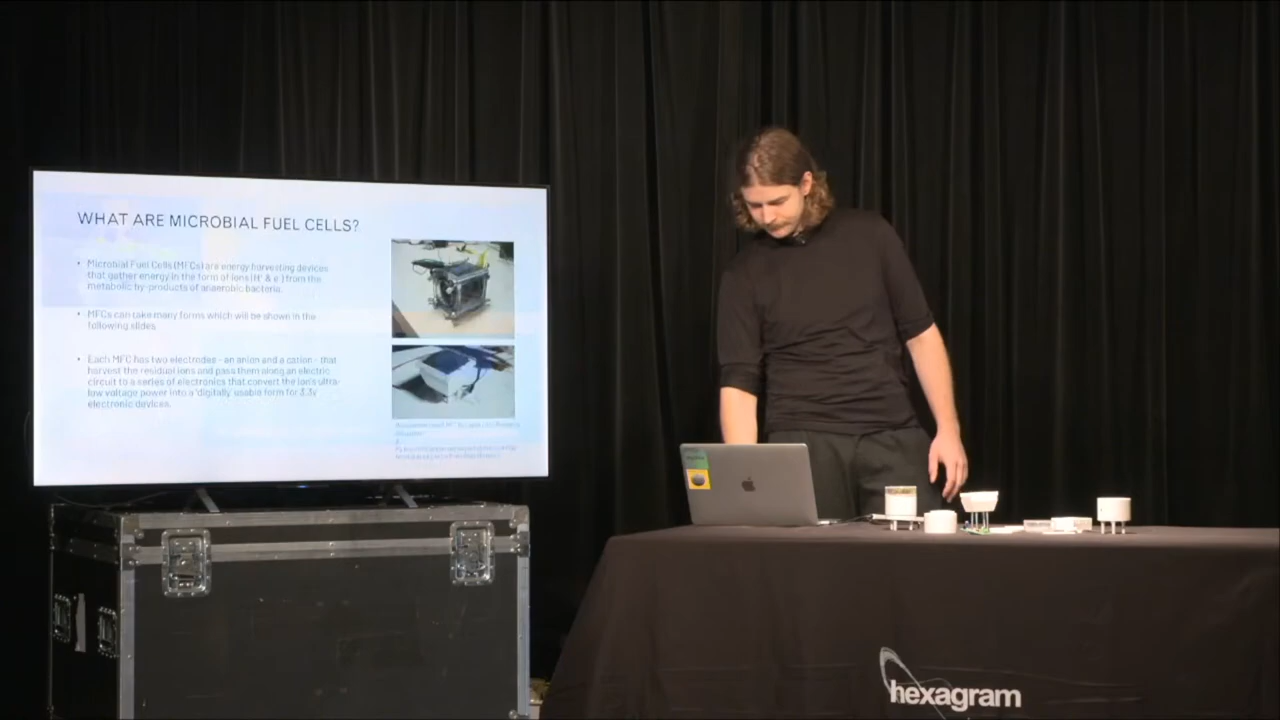 WHAT ARE MICROBIAL FUEL CELLS?
• Microbial Fuel Cells (MFCs) are energy harvesting devices
that gather energy in the form of ions (H⁺ & e⁻) from the
metabolic by-products of anaerobic bacteria.
• MFCs can take many forms which will be shown in the
following slides
• Each MFC has two electrodes - an anion and a cation - that
harvest the residual ions and pass them along an electric
circuit to a series of electronics that convert the ion's ultra-
low voltage power into a 'digitally' usable form for 3.3v
electronic devices.
hexagram